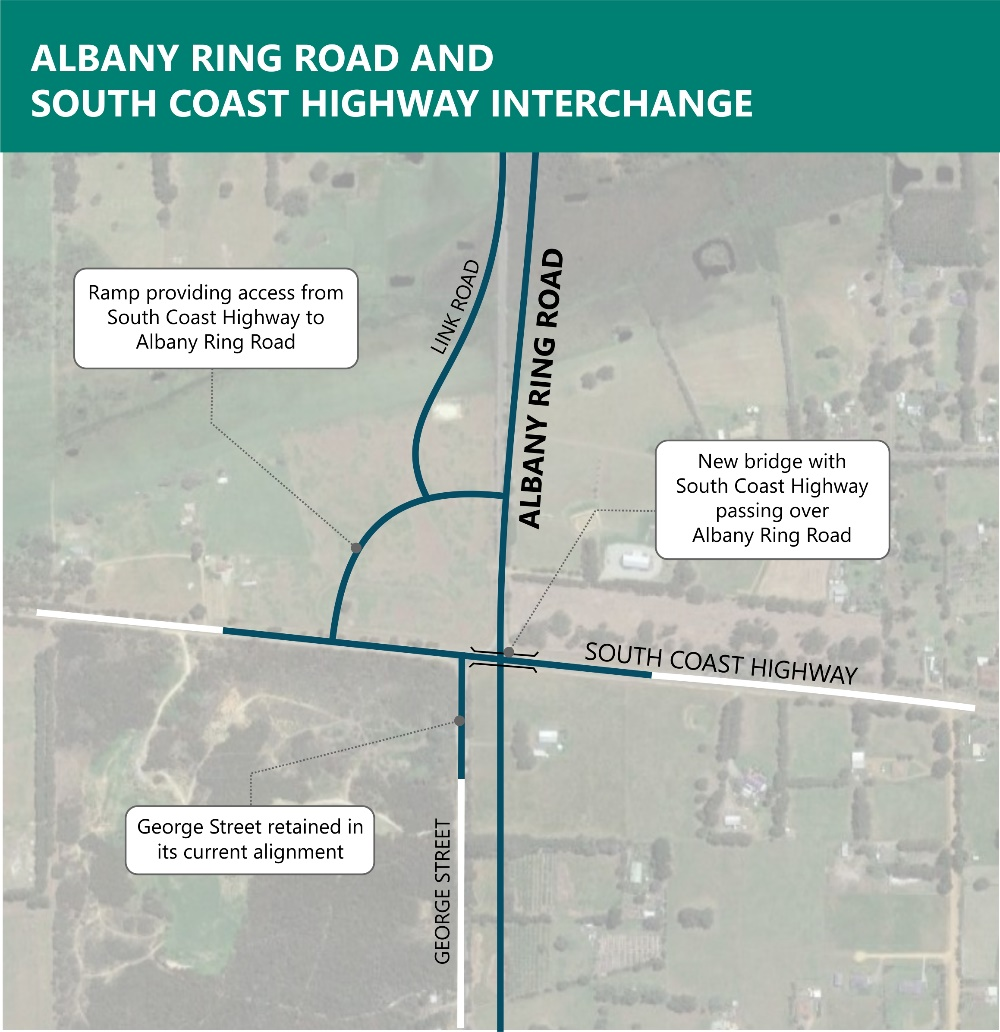 ALBANY RING ROAD AND
SOUTH COAST HIGHWAY INTERCHANGE
Ramp providing access from
South Coast Highway to
Albany Ring Road
LINK ROAD
ALBANY RING ROAD
New bridge with
South Coast Highway
passing over
Albany Ring Road
SOUTH COAST HIGHWAY
George Street retained in
its current alignment
GEORGE STREET